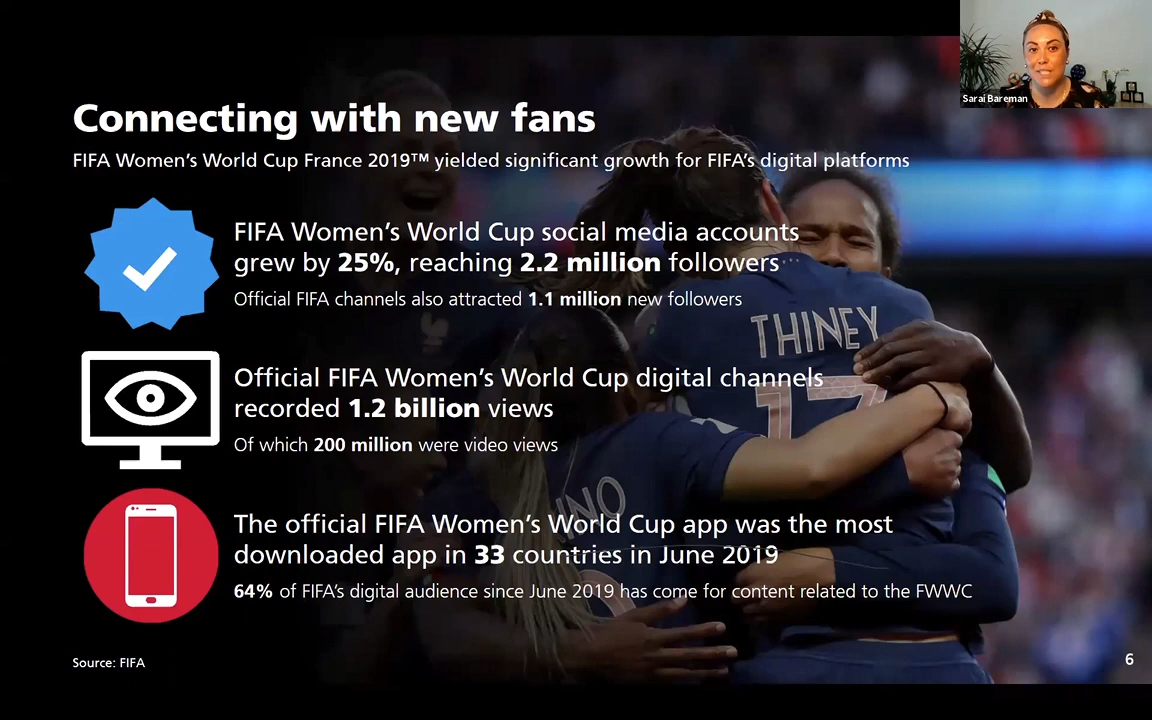 Sarai Bareman
Connecting with new fans
FIFA Women's World Cup France 2019™ yielded significant growth for FIFA's digital platforms
FIFA Women's World Cup social media accounts
grew by 25%, reaching 2.2 million followers
Official FIFA channels also attracted 1.1 million new followers
THINEY
17
Official FIFA Women's World Cup digital channels
recorded 1.2 billion views
Of which 200 million were video views
The official FIFA Women's World Cup app was the most
downloaded app in 33 countries in June 2019
64% of FIFA's digital audience since June 2019 has come for content related to the FWWC
Source: FIFA
6